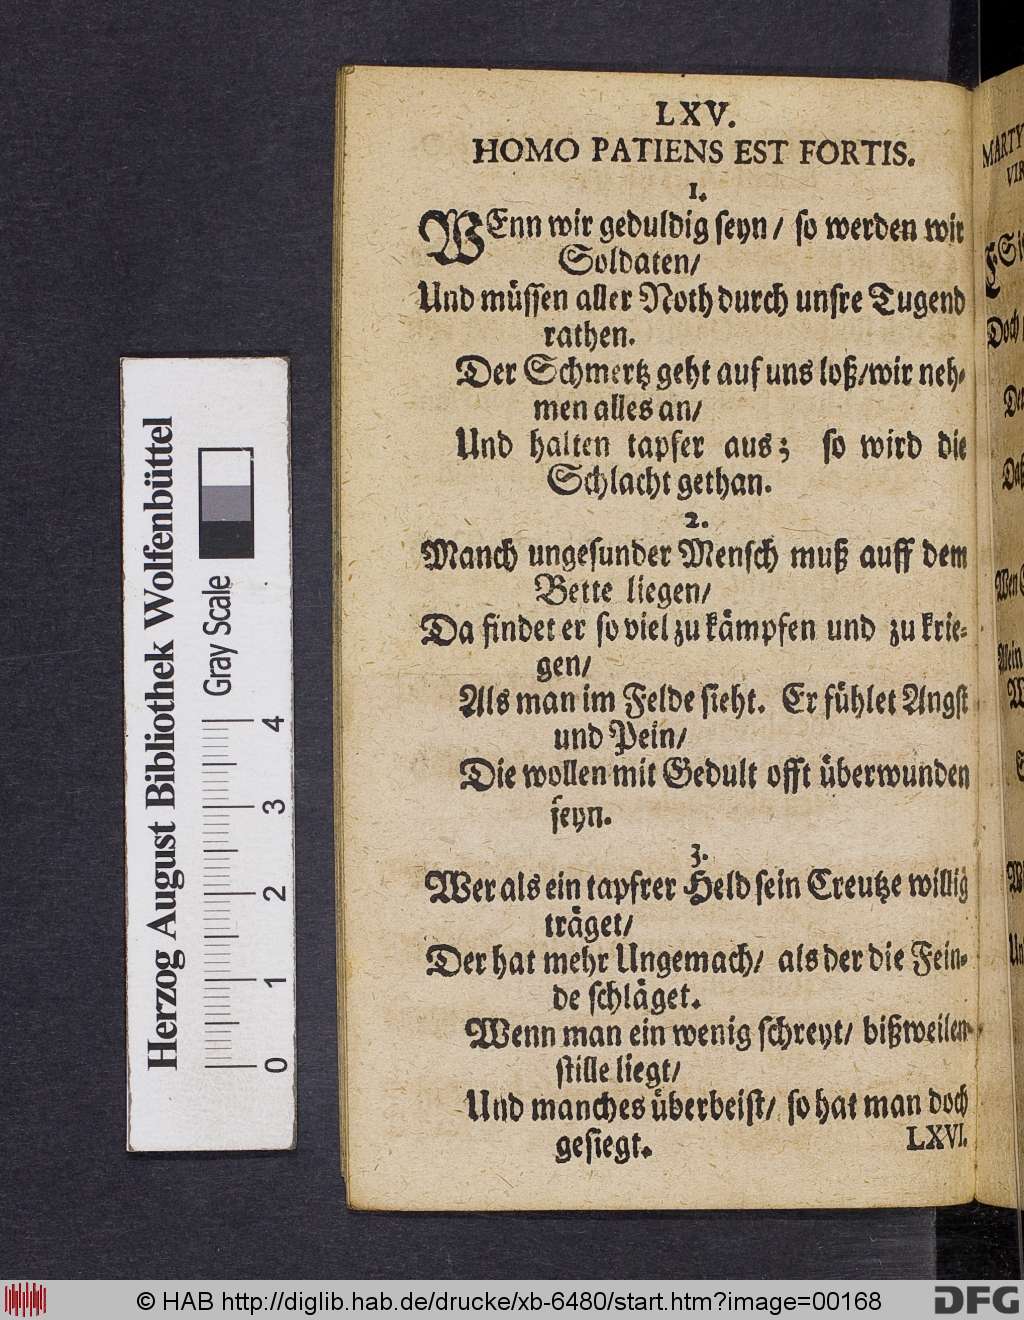 LXV.
HOMO PATIENS EST FORTIS.
1.
WEnn wir geduldig seyn / so werden wir
Soldaten/
Und müssen aller Noth durch unsre Tugend
rathen.
Der Schmertz geht auf uns loß/wir neh-
men alles an/
Und halten tapfer aus; so wird die
Schlacht gethan.
2.
Manch ungesunder Mensch muß auff dem
Bette liegen/
Da findet er so viel zu kämpfen und zu krie-
gen/
Als man im Felde sieht. Er fühlet Angst
und Pein/
Die wollen mit Gedult offt überwunden
seyn.
3.
Wer als ein tapfrer Held sein Creutze willig
träget/
Der hat mehr Ungemach/ als der die Fein-
de schläget.
Wenn man ein wenig schreyt/ bißweilen
stille liegt/
Und manches überbeist/ so hat man doch
gesiegt.
LXVI.
MARTY
VIR
Doch
Herzog August Bibliothek Wolfenbüttel
Gray Scale
0 1 2 3 4
© HAB http://diglib.hab.de/drucke/xb-6480/start.htm?image=00168
DFG